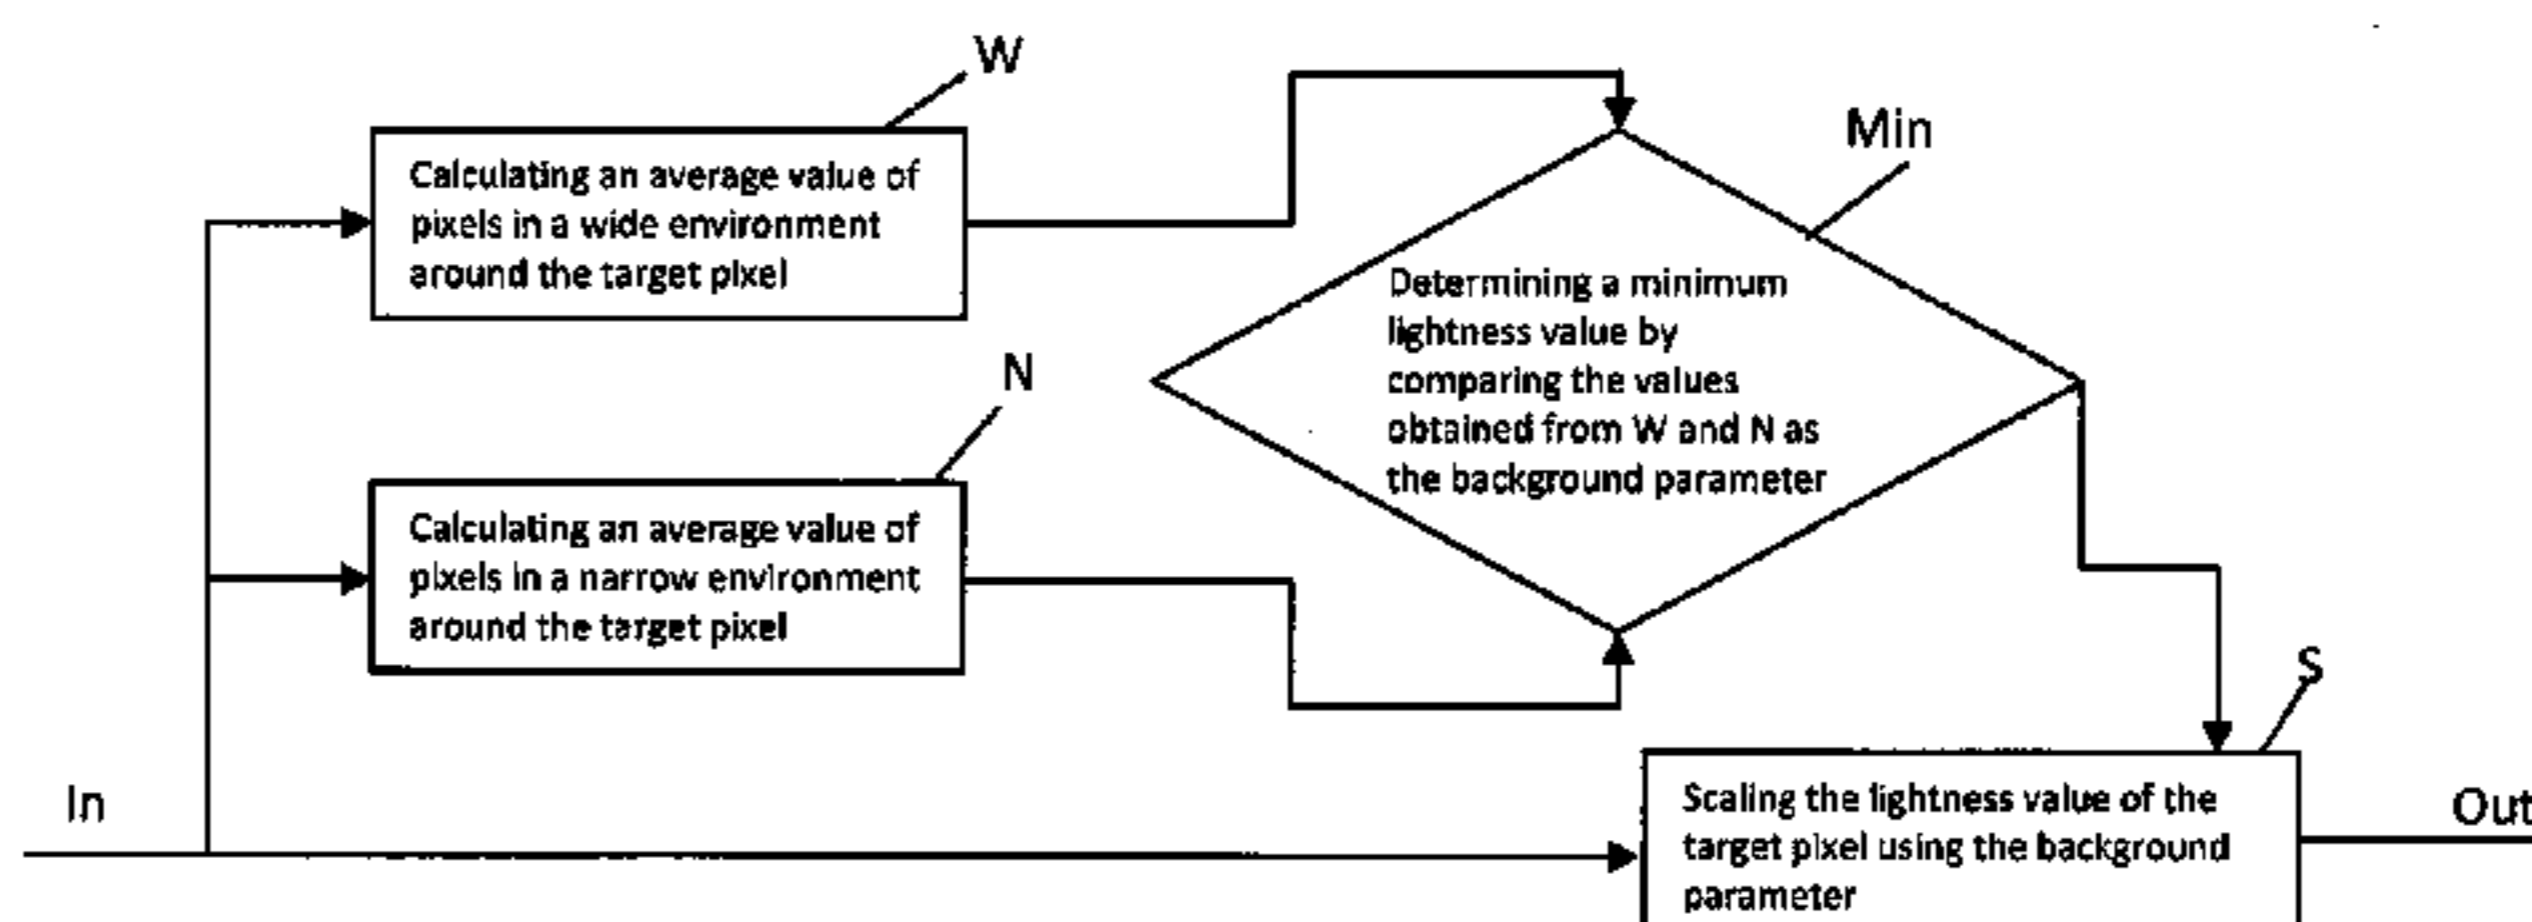 W
Calculating an average value of
pixels in a wide environment
around the target pixel
Min
Determining a minimum
lightness value by
comparing the values
obtained from W and N as
the background parameter
N
Calculating an average value of
pixels in a narrow environment
around the target pixel
S
In
Scaling the lightness value of the
target pixel using the background
parameter
Out